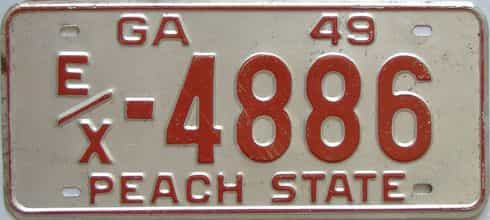 GA 49
E/X-4886
PEACH STATE